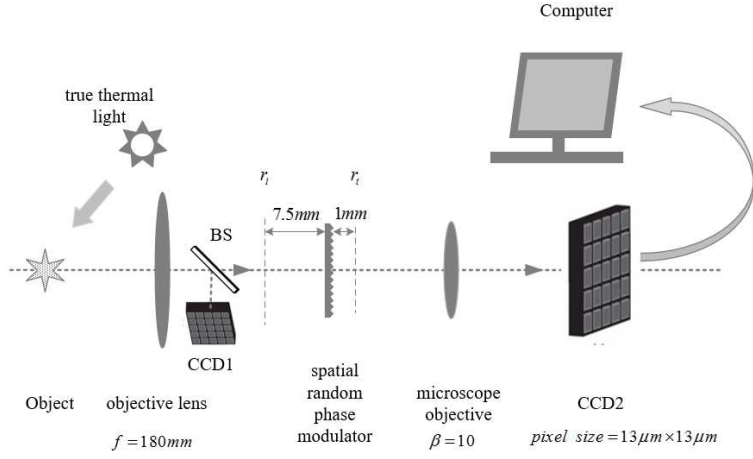 Computer
true thermal
light
r_i
r_t
7.5mm
1mm
BS
CCD1
Object
objective lens
f = 180mm
spatial
random
phase
modulator
microscope
objective
β = 10
CCD2
pixel size = 13μm × 13μm